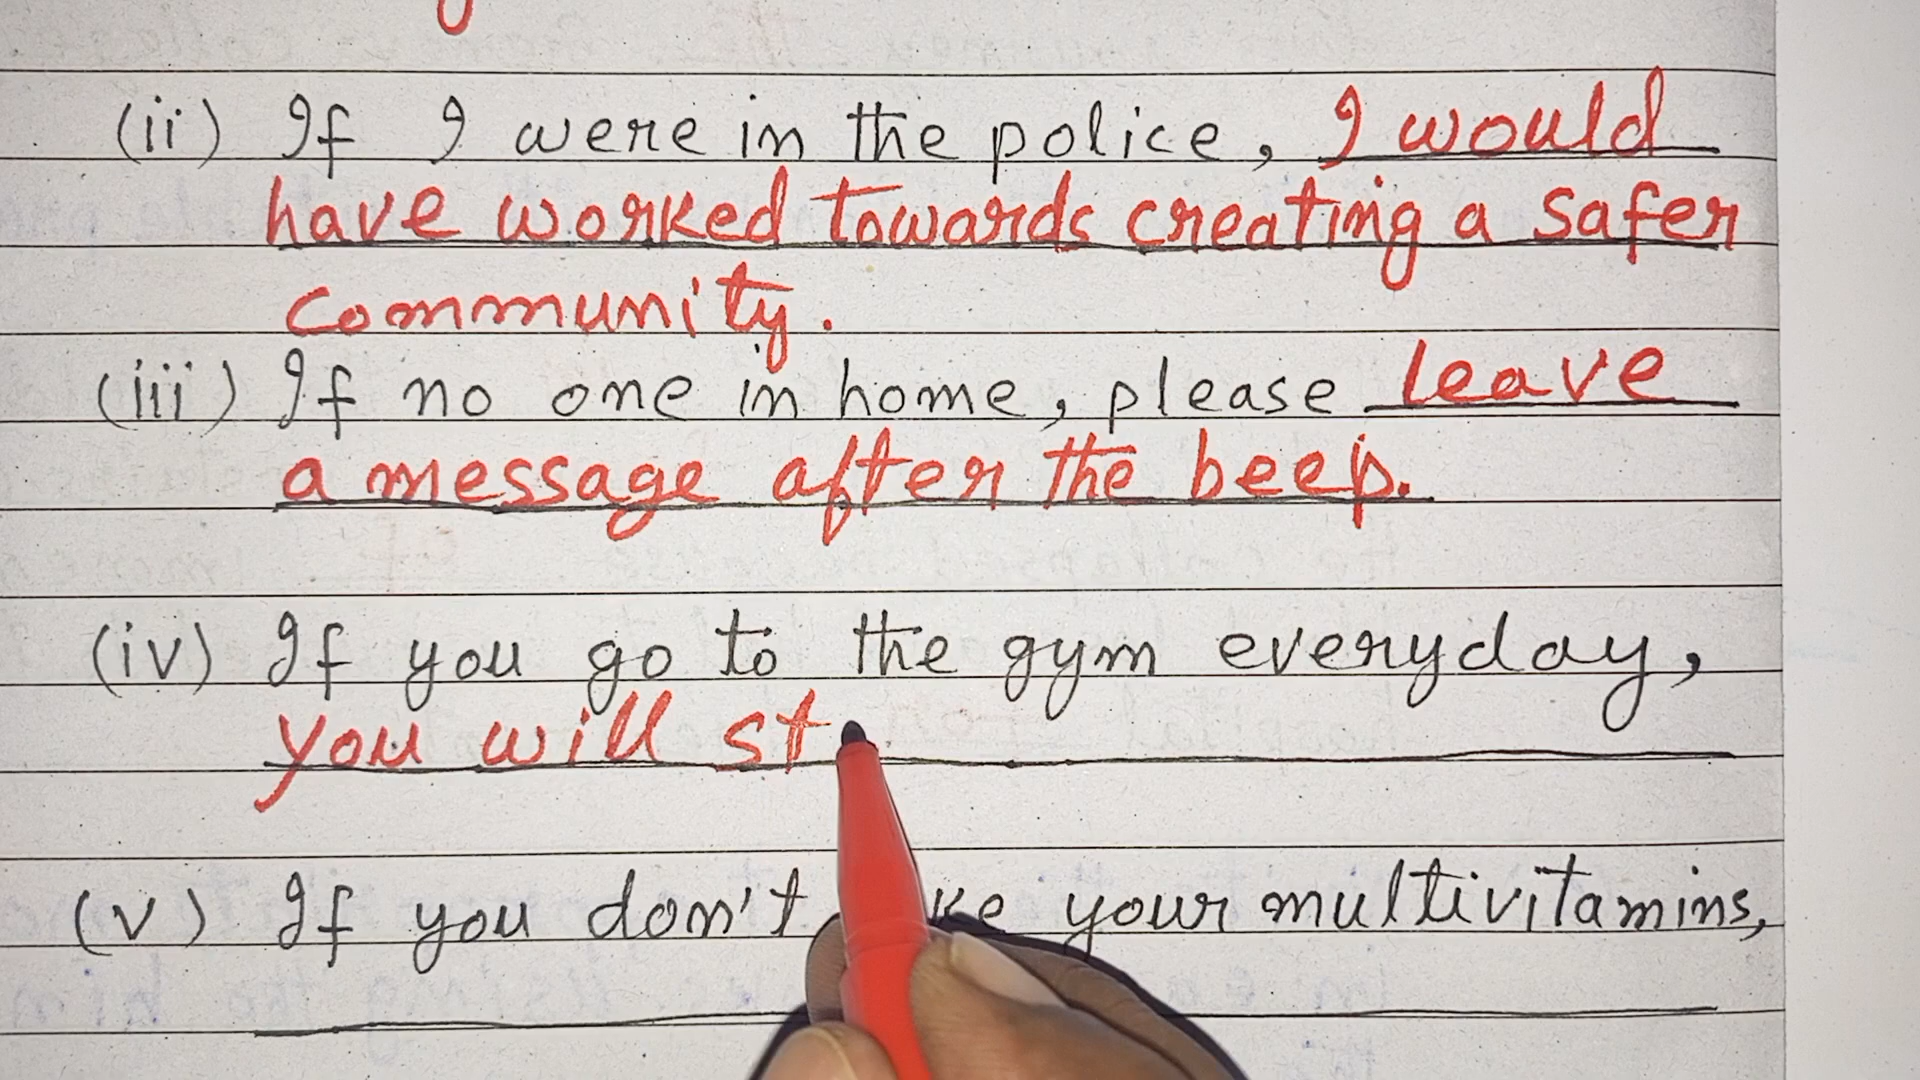 (ii) If I were in the police, I would
have worked towards creating a safer
community.
(iii) If no one in home, please leave
a message after the beep.
(iv) If you go to the gym everyday,
you will st
(v) If you don't your multivitamins,